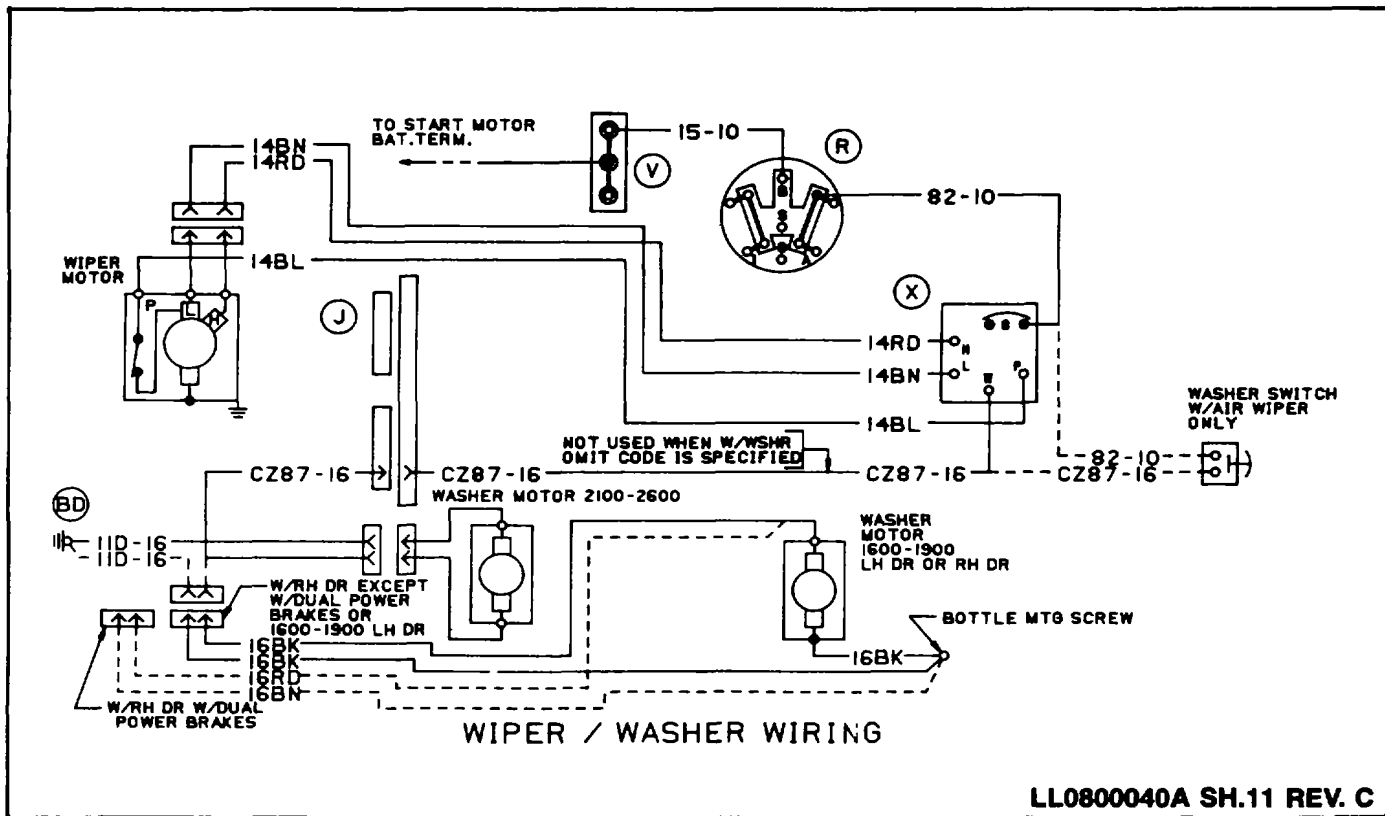 TO START MOTOR
BAT.TERM.
15-10
R
V
14BN
14RD
82-10
B
S
A
WIPER
MOTOR
14BL
P
L
H
J
X
B
14RD
H
14BN
L
W
P
14BL
WASHER SWITCH
W/AIR WIPER
ONLY
NOT USED WHEN W/WSHR
OMIT CODE IS SPECIFIED
82-10
CZ87-16
CZ87-16
CZ87-16
CZ87-16
WASHER MOTOR 2100-2600
BD
11D-16
11D-16
WASHER
MOTOR
1600-1900
LH DR OR RH DR
W/RH DR EXCEPT
W/DUAL POWER
BRAKES OR
1600-1900 LH DR
BOTTLE MTG SCREW
16BK
16BK
16BK
16RD
16BN
W/RH DR W/DUAL
POWER BRAKES
WIPER / WASHER WIRING
LL0800040A SH.11 REV. C